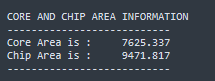 CORE AND CHIP AREA INFORMATION
---------------------------
Core Area is :     7625.337
Chip Area is :     9471.817
---------------------------